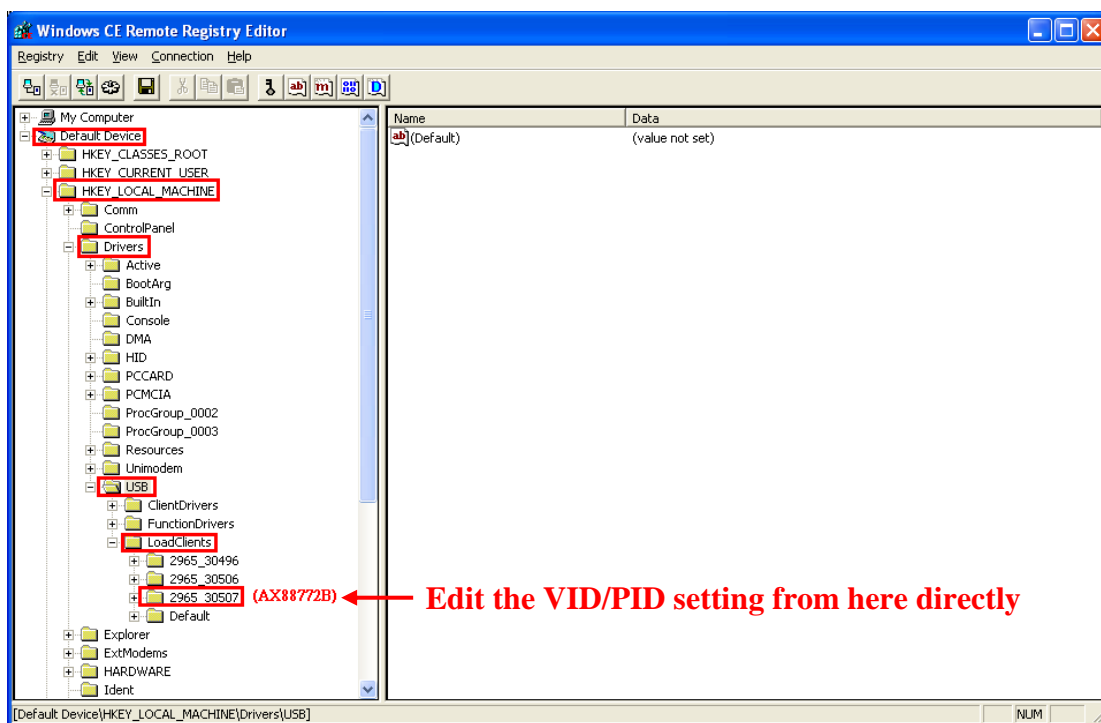 Windows CE Remote Registry Editor
Registry Edit View Connection Help
Name Data
My Computer
Default Device
(Default) (value not set)
HKEY_CLASSES_ROOT
HKEY_CURRENT_USER
HKEY_LOCAL_MACHINE
Comm
ControlPanel
Drivers
Active
BootArg
BuiltIn
Console
DMA
HID
PCCARD
PCMCIA
ProcGroup_0002
ProcGroup_0003
Resources
Unimodem
USB
ClientDrivers
FunctionDrivers
LoadClients
2965_30496
2965_30506
2965_30507 (AX88772B) Edit the VID/PID setting from here directly
Default
Explorer
ExtModems
HARDWARE
Ident
[Default Device\HKEY_LOCAL_MACHINE\Drivers\USB] NUM